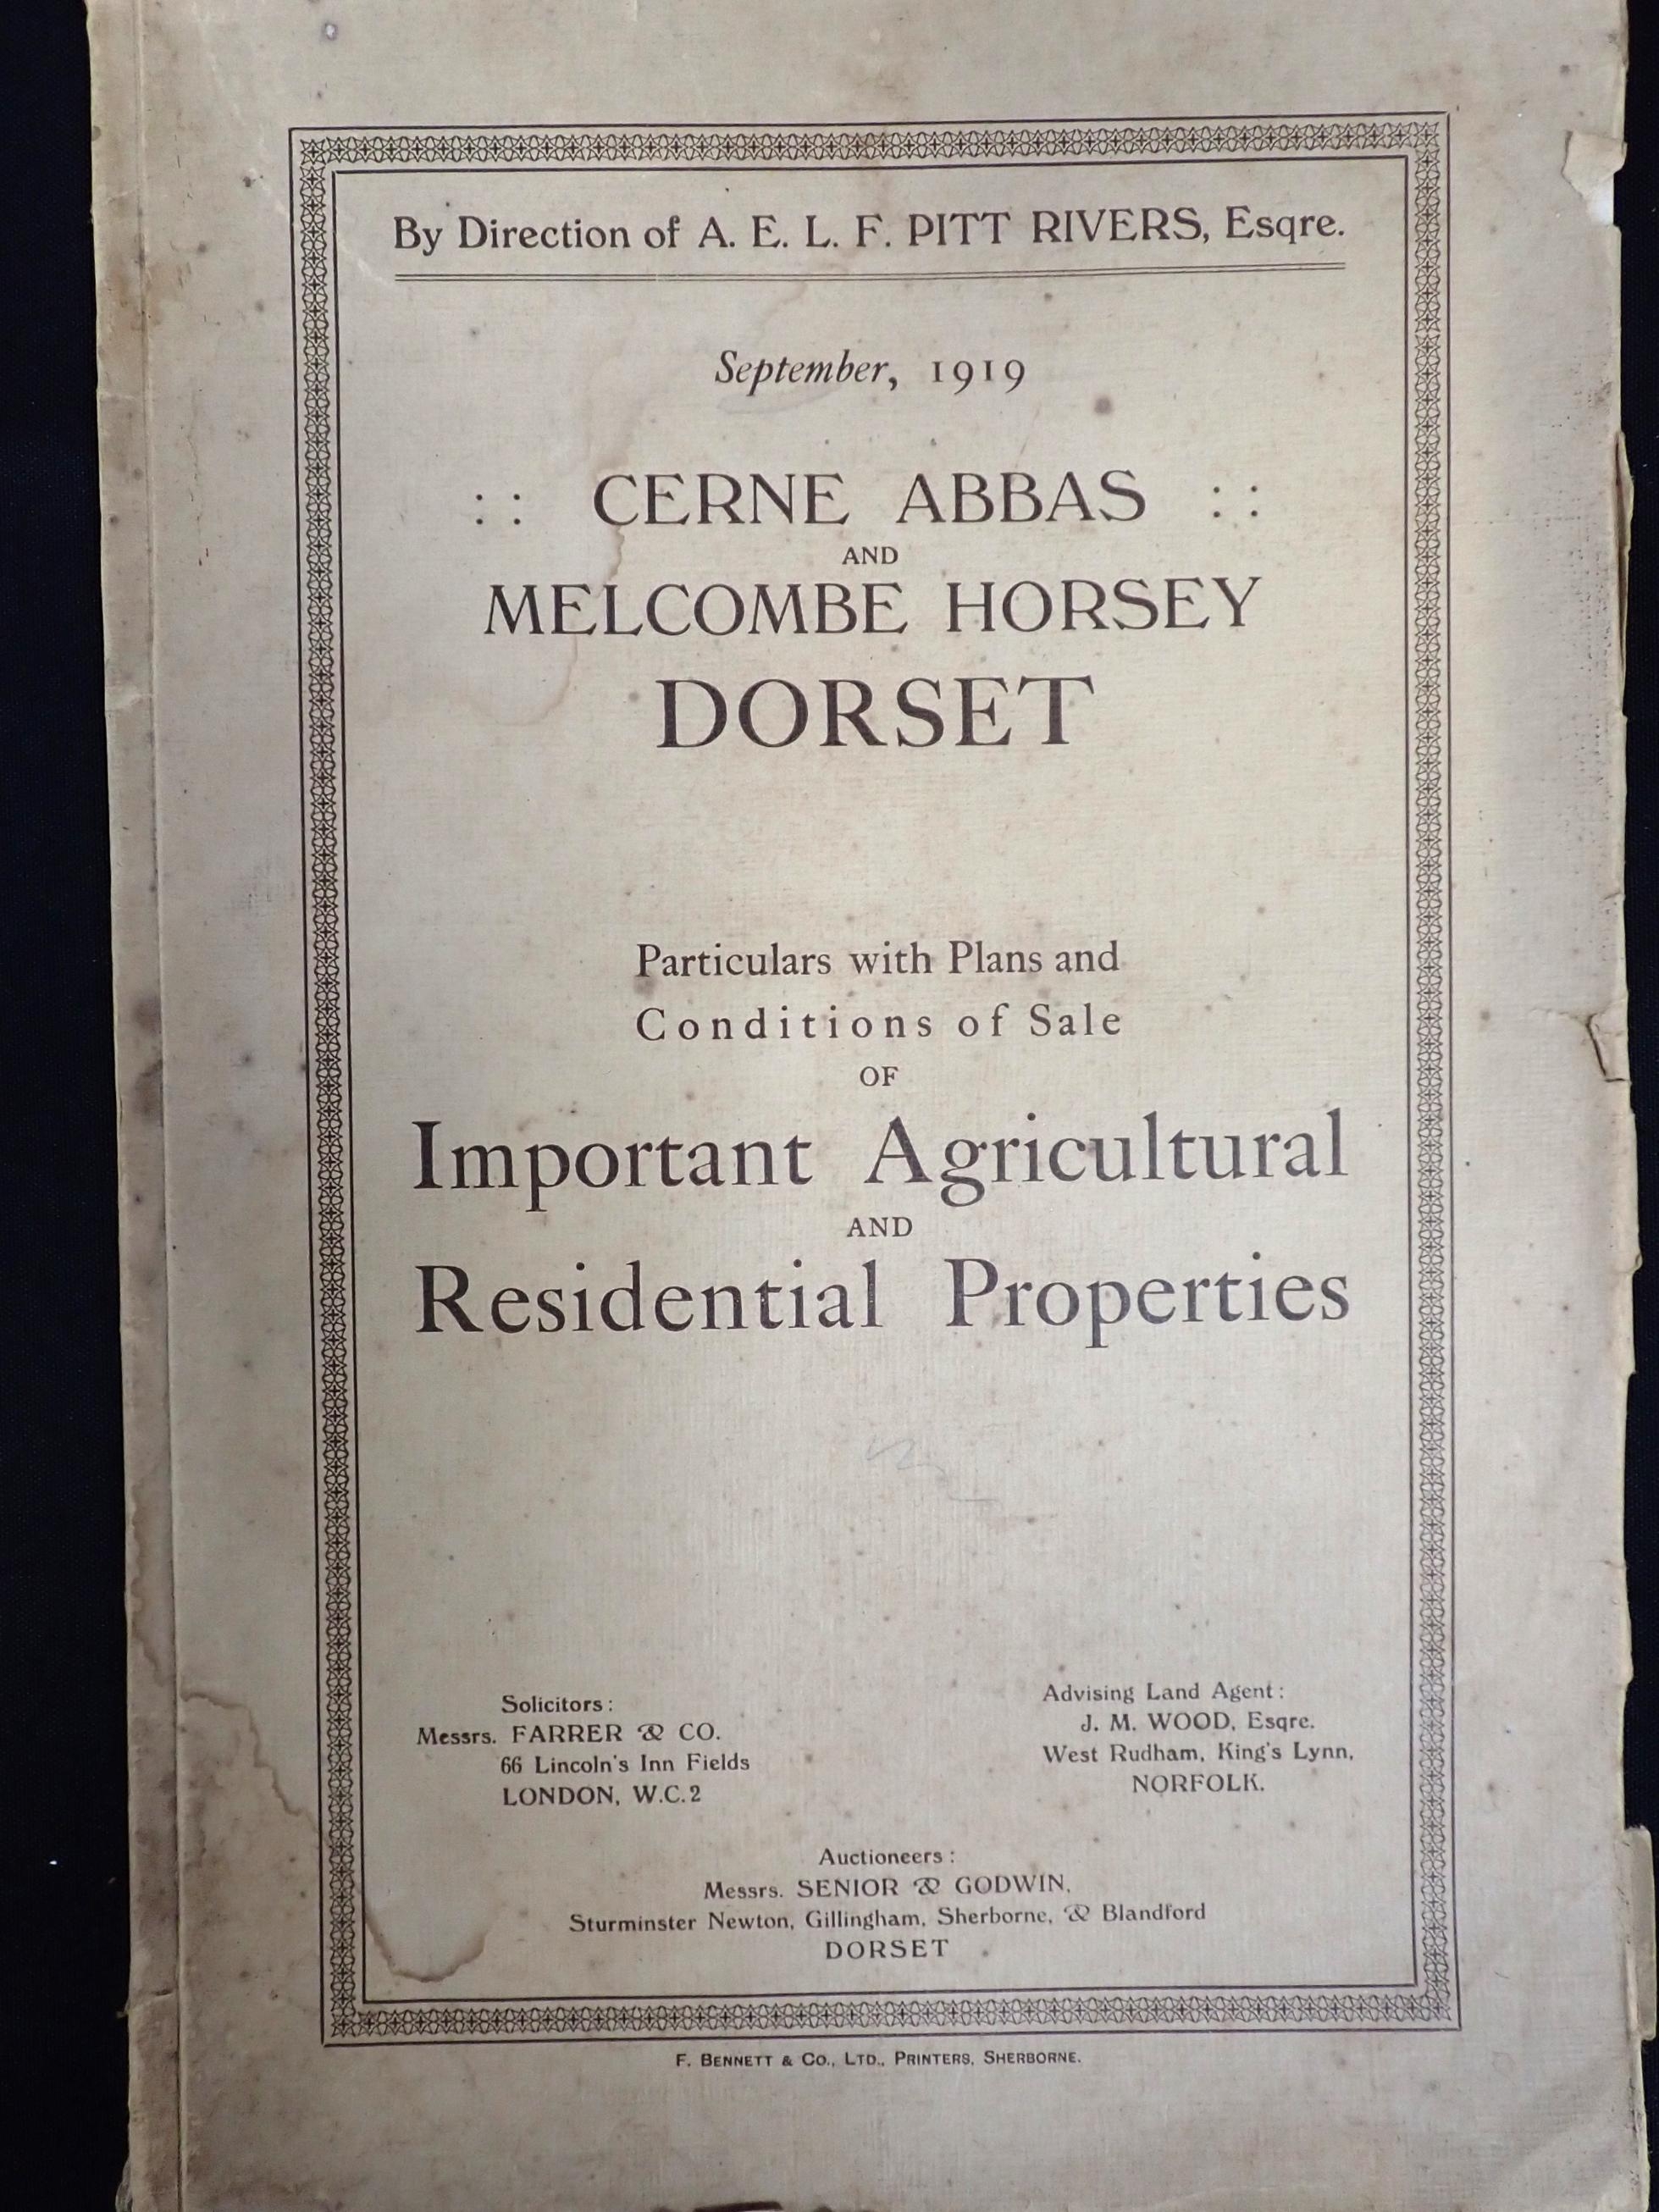 By Direction of A. E. L. F. PITT RIVERS, Esqre.
September, 1919
: : CERNE ABBAS : :
AND
MELCOMBE HORSEY
DORSET
Particulars with Plans and
Conditions of Sale
OF
Important Agricultural
AND
Residential Properties
Solicitors :
Messrs. FARRER & CO.
66 Lincoln's Inn Fields
LONDON, W.C.2
Advising Land Agent :
J. M. WOOD, Esqre.
West Rudham, King's Lynn,
NORFOLK.
Auctioneers :
Messrs. SENIOR & GODWIN,
Sturminster Newton, Gillingham, Sherborne, & Blandford
DORSET
F. BENNETT & CO., LTD., PRINTERS, SHERBORNE.